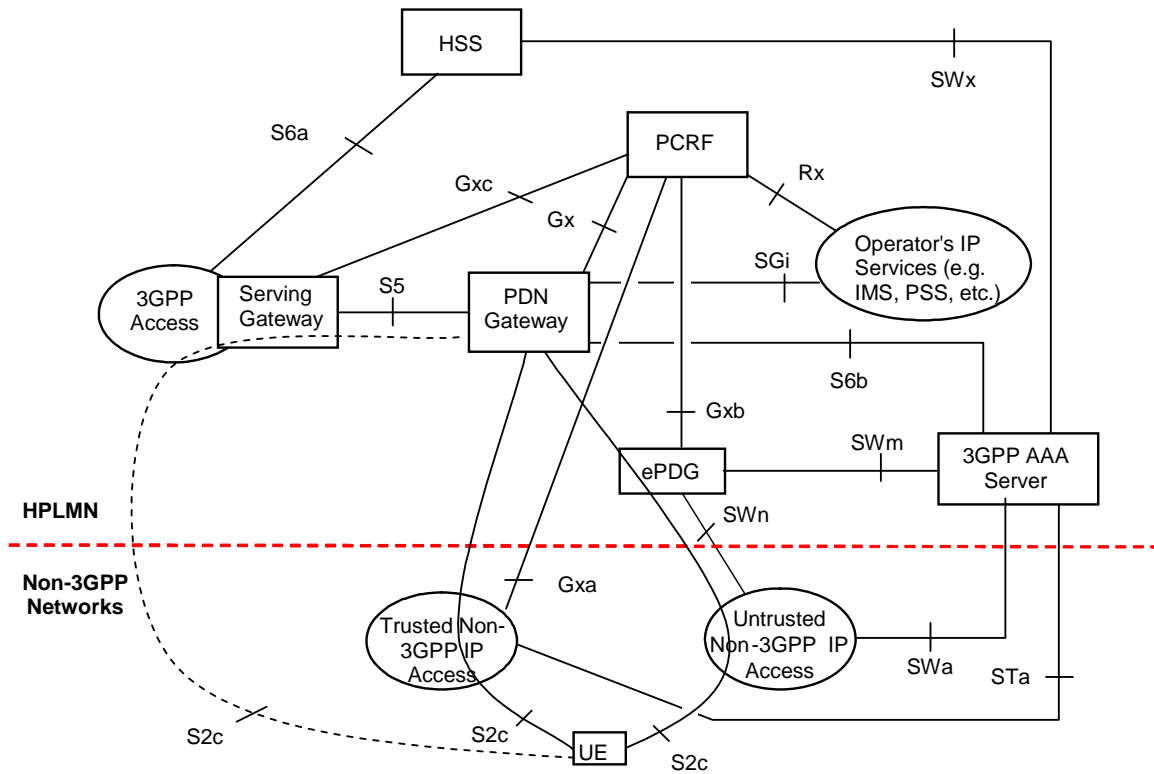 HSS
SWx
S6a
PCRF
Rx
Gxc
Gx
Operator's IP
Services (e.g.
IMS, PSS, etc.)
SGi
3GPP
Access
Serving
Gateway
S5
PDN
Gateway
S6b
Gxb
SWm
3GPP AAA
Server
ePDG
SWn
HPLMN
Non-3GPP
Networks
Gxa
Trusted Non-
3GPP IP
Access
Untrusted
Non-3GPP IP
Access
SWa
STa
S2c
S2c
UE
S2c